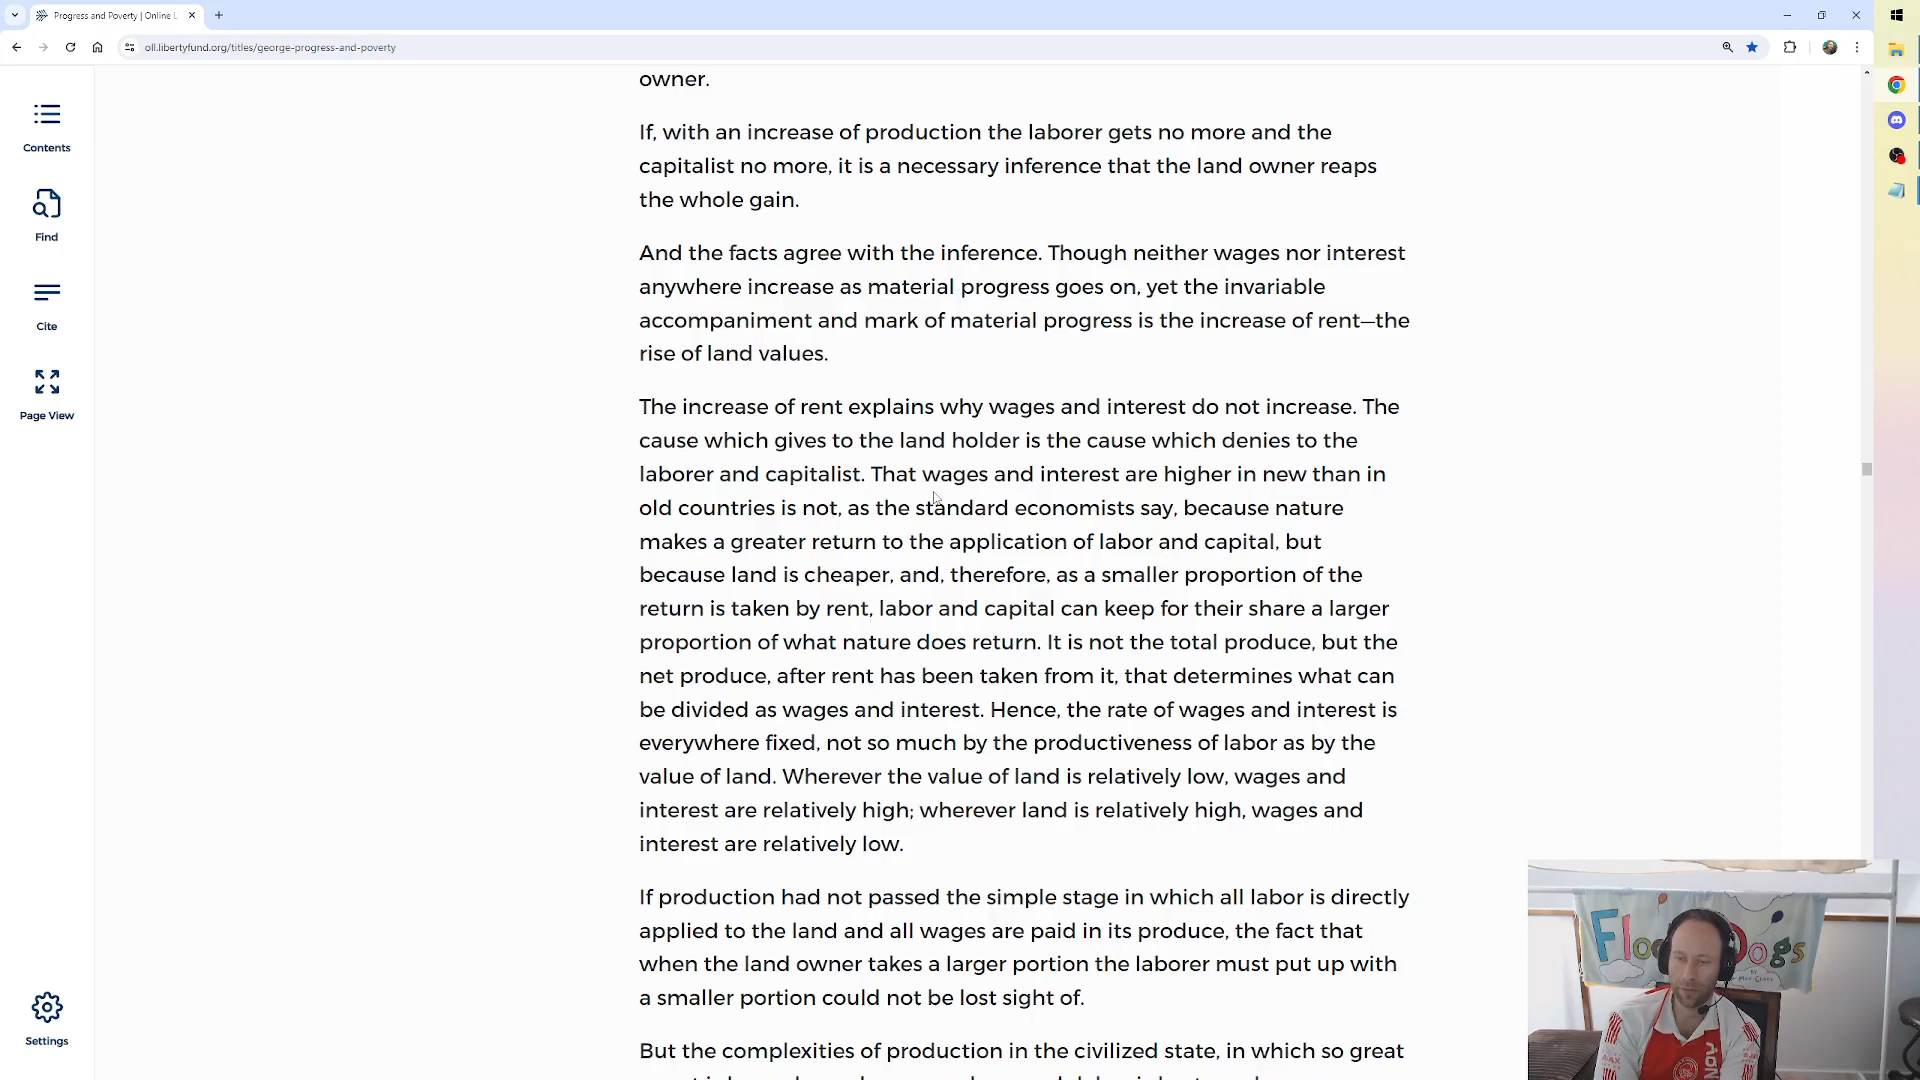 Progress and Poverty | Online L
oll.libertyfund.org/titles/george-progress-and-poverty
Contents
Find
Cite
Page View
Settings
owner.
If, with an increase of production the laborer gets no more and the
capitalist no more, it is a necessary inference that the land owner reaps
the whole gain.
And the facts agree with the inference. Though neither wages nor interest
anywhere increase as material progress goes on, yet the invariable
accompaniment and mark of material progress is the increase of rent—the
rise of land values.
The increase of rent explains why wages and interest do not increase. The
cause which gives to the land holder is the cause which denies to the
laborer and capitalist. That wages and interest are higher in new than in
old countries is not, as the standard economists say, because nature
makes a greater return to the application of labor and capital, but
because land is cheaper, and, therefore, as a smaller proportion of the
return is taken by rent, labor and capital can keep for their share a larger
proportion of what nature does return. It is not the total produce, but the
net produce, after rent has been taken from it, that determines what can
be divided as wages and interest. Hence, the rate of wages and interest is
everywhere fixed, not so much by the productiveness of labor as by the
value of land. Wherever the value of land is relatively low, wages and
interest are relatively high; wherever land is relatively high, wages and
interest are relatively low.
If production had not passed the simple stage in which all labor is directly
applied to the land and all wages are paid in its produce, the fact that
when the land owner takes a larger portion the laborer must put up with
a smaller portion could not be lost sight of.
But the complexities of production in the civilized state, in which so great